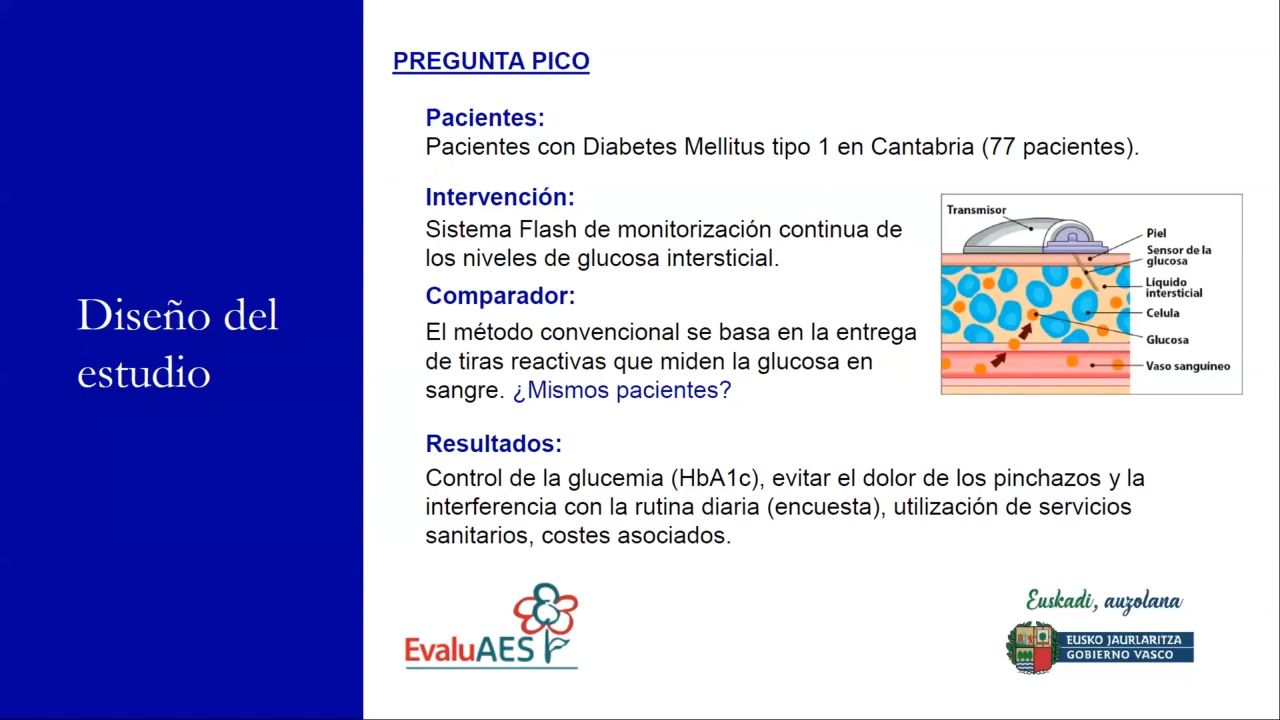 PREGUNTA PICO
Pacientes:
Pacientes con Diabetes Mellitus tipo 1 en Cantabria (77 pacientes).
Intervención:
Sistema Flash de monitorización continua de
los niveles de glucosa intersticial.
Comparador:
El método convencional se basa en la entrega
de tiras reactivas que miden la glucosa en
sangre. ¿Mismos pacientes?
Resultados:
Control de la glucemia (HbA1c), evitar el dolor de los pinchazos y la
interferencia con la rutina diaria (encuesta), utilización de servicios
sanitarios, costes asociados.
Diseño del
estudio
Transmisor
Piel
Sensor de la
glucosa
Líquido
intersticial
Celula
Glucosa
Vaso sanguíneo
EvaluAES
Euskadi, auzolana
EUSKO JAURLARITZA
GOBIERNO VASCO